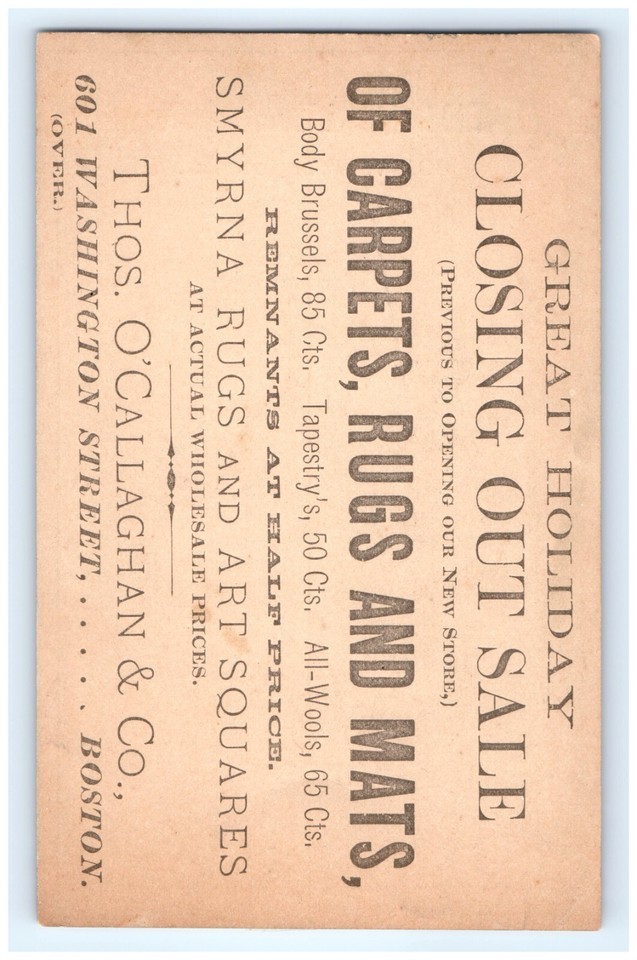 GREAT HOLIDAY
CLOSING OUT SALE
(PREVIOUS TO OPENING OUR NEW STORE,)
OF CARPETS, RUGS AND MATS,
Body Brussels, 85 Cts. Tapestry's, 50 Cts. All-Wools, 65 Cts.
REMNANTS AT HALF PRICE.
SMYRNA RUGS AND ART SQUARES
AT ACTUAL WHOLESALE PRICES.
THOS. O'CALLAGHAN & CO.,
601 WASHINGTON STREET, . . . . . BOSTON.
(OVER.)